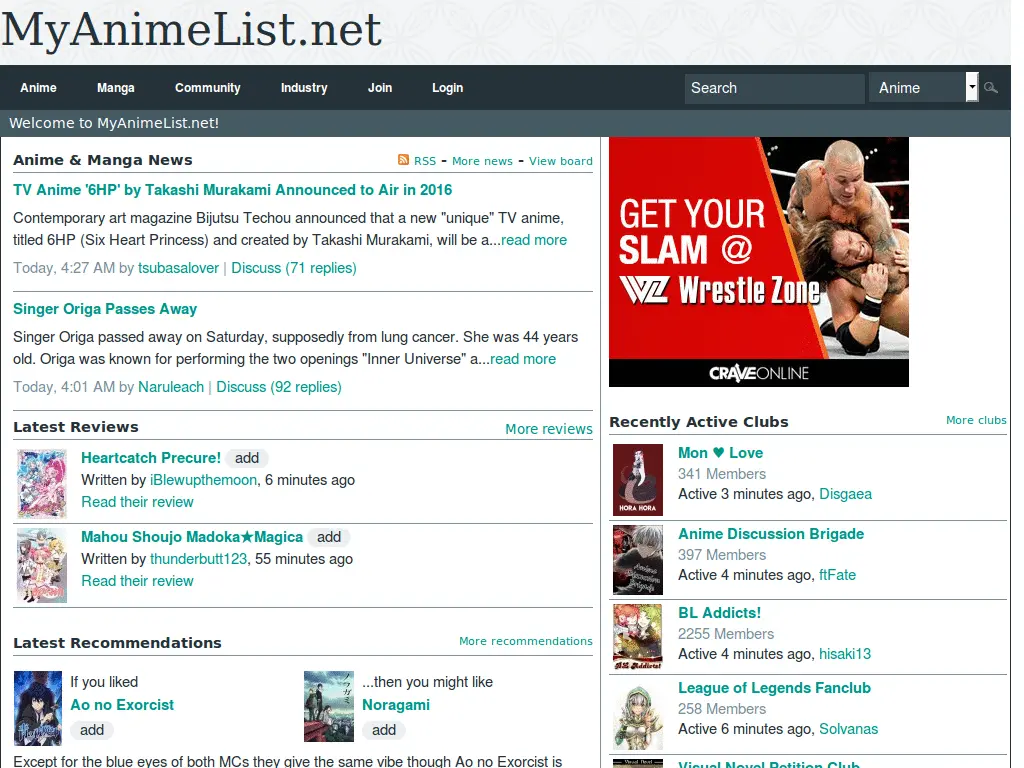 MyAnimeList.net
Anime Manga Community Industry Join Login Search Anime
Welcome to MyAnimeList.net!
Anime & Manga News RSS - More news - View board
TV Anime '6HP' by Takashi Murakami Announced to Air in 2016
Contemporary art magazine Bijutsu Techou announced that a new "unique" TV anime,
titled 6HP (Six Heart Princess) and created by Takashi Murakami, will be a...read more
Today, 4:27 AM by tsubasalover | Discuss (71 replies)
Singer Origa Passes Away
Singer Origa passed away on Saturday, supposedly from lung cancer. She was 44 years
old. Origa was known for performing the two openings "Inner Universe" a...read more
Today, 4:01 AM by Naruleach | Discuss (92 replies)
Latest Reviews More reviews
Heartcatch Precure! add
Written by iBlewupthemoon, 6 minutes ago
Read their review
Mahou Shoujo Madoka★Magica add
Written by thunderbutt123, 55 minutes ago
Read their review
Latest Recommendations More recommendations
If you liked
Ao no Exorcist
add
...then you might like
Noragami
add
Except for the blue eyes of both MCs they give the same vibe though Ao no Exorcist is
GET YOUR
SLAM @
WZ Wrestle Zone
CRAVEONLINE
Recently Active Clubs More clubs
HORA HORA
Mon ♥ Love
341 Members
Active 3 minutes ago, Disgaea
Anime
Discussion
Brigade
Anime Discussion Brigade
397 Members
Active 4 minutes ago, ftFate
BL Addicts!
2255 Members
Active 4 minutes ago, hisaki13
BL Addicts!
League of Legends Fanclub
258 Members
Active 6 minutes ago, Solvanas
Visual Novel Petition Club